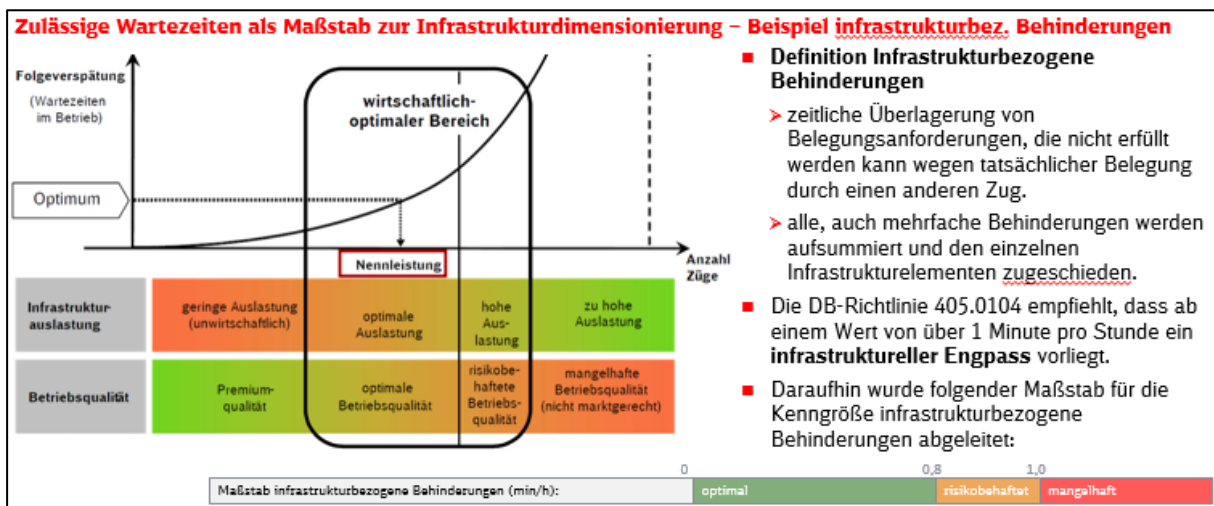 Zulässige Wartezeiten als Maßstab zur Infrastrukturdimensionierung – Beispiel infrastrukturbez. Behinderungen
Folgeverspätung
(Wartezeiten
im Betrieb)
wirtschaftlich-
optimaler Bereich
Optimum
Nennleistung
Anzahl
Züge
Infrastruktur-
auslastung
geringe Auslastung
(unwirtschaftlich)
optimale
Auslastung
hohe
Aus-
lastung
zu hohe
Auslastung
Betriebsqualität
Premium-
qualität
optimale
Betriebsqualität
risikobe-
haftete
Betriebs-
qualität
mangelhafte
Betriebsqualität
(nicht marktgerecht)
■ Definition Infrastrukturbezogene
Behinderungen
➢ zeitliche Überlagerung von
Belegungsanforderungen, die nicht erfüllt
werden kann wegen tatsächlicher Belegung
durch einen anderen Zug.
➢ alle, auch mehrfache Behinderungen werden
aufsummiert und den einzelnen
Infrastrukturelementen zugeschieden.
■ Die DB-Richtlinie 405.0104 empfiehlt, dass ab
einem Wert von über 1 Minute pro Stunde ein
infrastruktureller Engpass vorliegt.
■ Daraufhin wurde folgender Maßstab für die
Kenngröße infrastrukturbezogene
Behinderungen abgeleitet:
0 0,8 1,0
Maßstab infrastrukturbezogene Behinderungen (min/h): optimal risikobehaftet mangelhaft